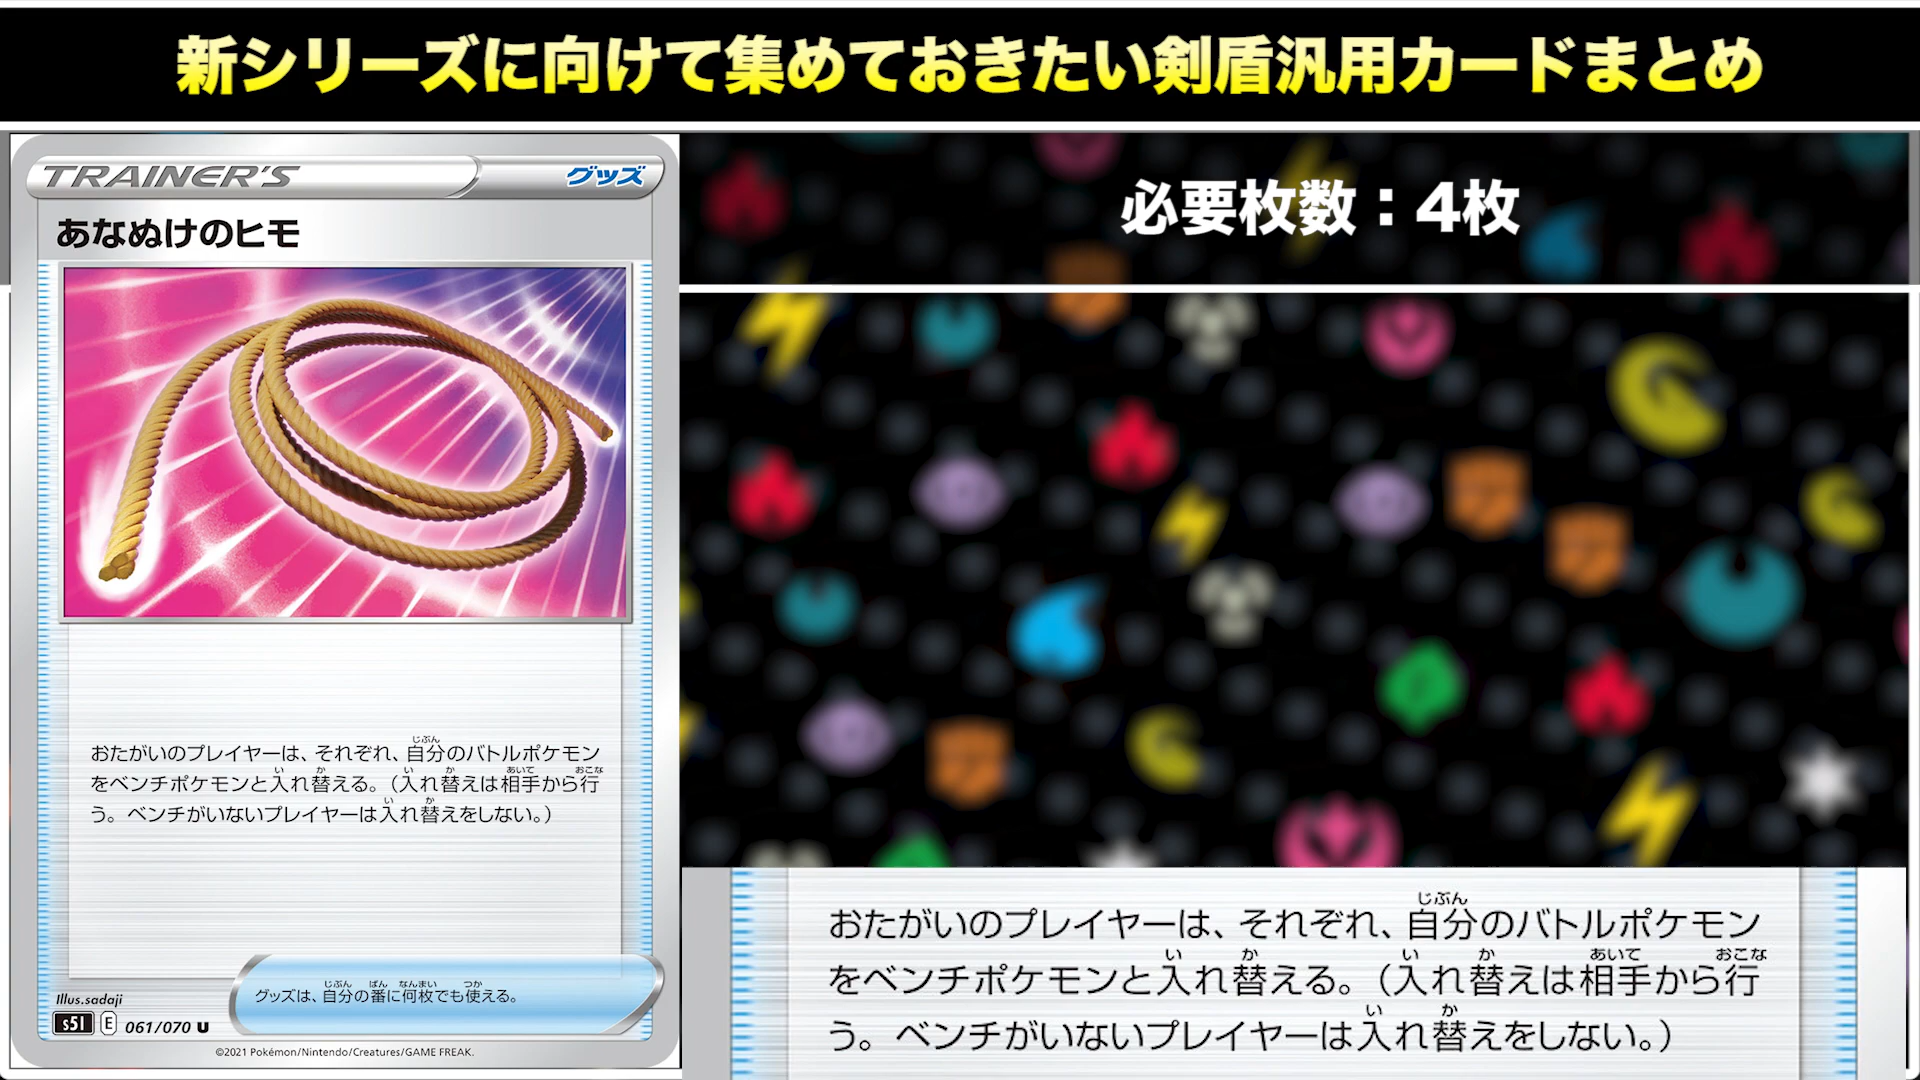 新シリーズに向けて集めておきたい剣盾汎用カードまとめ
TRAINER'S
グッズ
あなぬけのヒモ
おたがいのプレイヤーは、それぞれ、自分のバトルポケモン
をベンチポケモンと入れ替える。（入れ替えは相手から行
う。ベンチがいないプレイヤーは入れ替えをしない。）
グッズは、自分の番に何枚でも使える。
Illus.sadaji
s5I E 061/070 U
©2021 Pokémon/Nintendo/Creatures/GAME FREAK.
必要枚数：4枚
おたがいのプレイヤーは、それぞれ、自分のバトルポケモン
をベンチポケモンと入れ替える。（入れ替えは相手から行
う。ベンチがいないプレイヤーは入れ替えをしない。）